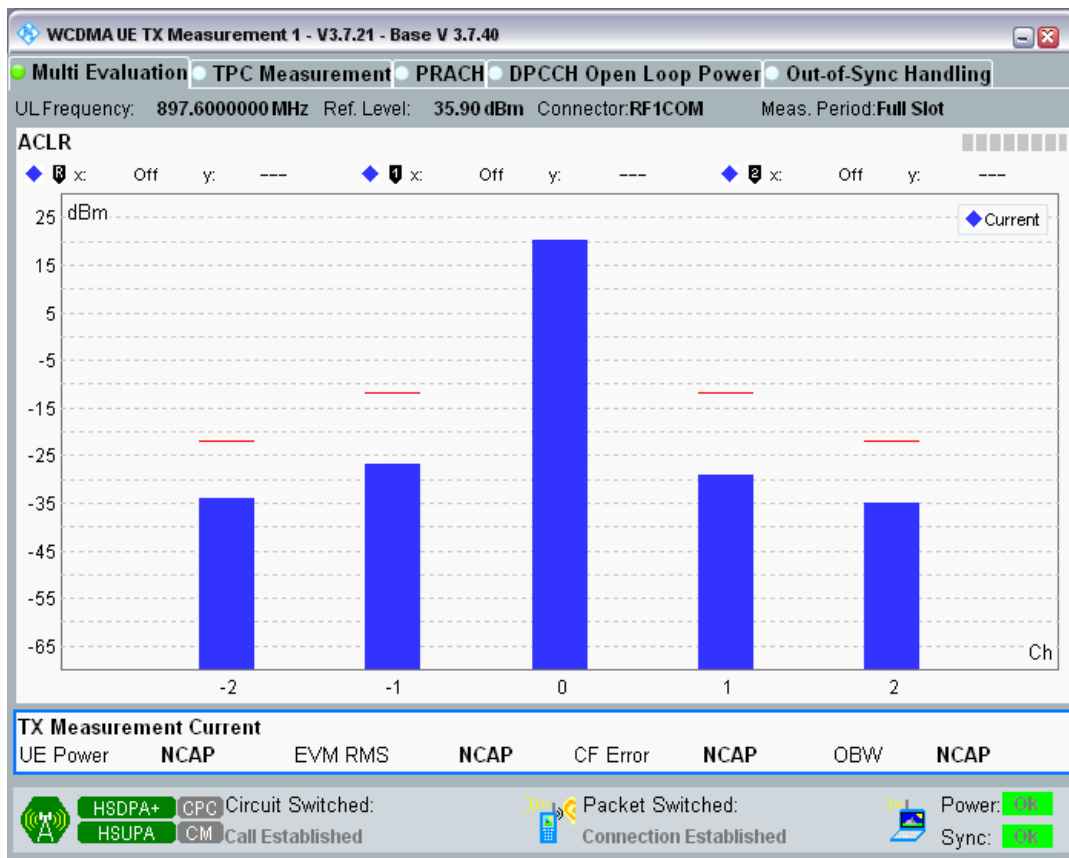 WCDMA UE TX Measurement 1 - V3.7.21 - Base V 3.7.40
Multi Evaluation TPC Measurement PRACH DPCCH Open Loop Power Out-of-Sync Handling
UL Frequency: 897.6000000 MHz Ref. Level: 35.90 dBm Connector: RF1COM Meas. Period: Full Slot
ACLR
R x: Off y: --- 1 x: Off y: --- 2 x: Off y: ---
dBm
Current
25
15
5
-5
-15
-25
-35
-45
-55
-65
Ch
-2 -1 0 1 2
TX Measurement Current
UE Power NCAP EVM RMS NCAP CF Error NCAP OBW NCAP
HSDPA+ CPC Circuit Switched: Packet Switched: Power: Ok
HSUPA CM Call Established Connection Established Sync: Ok